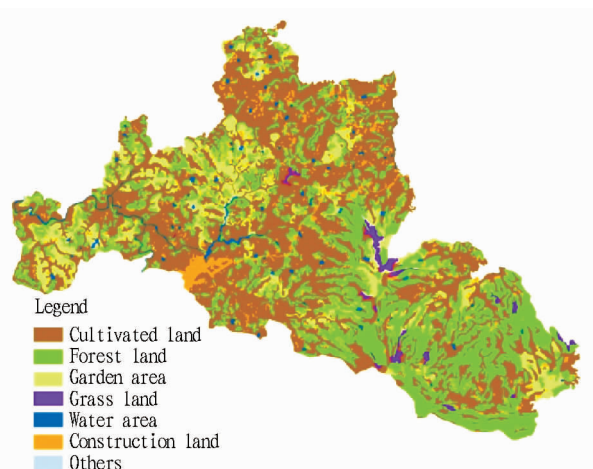 Legend
Cultivated land
Forest land
Garden area
Grass land
Water area
Construction land
Others